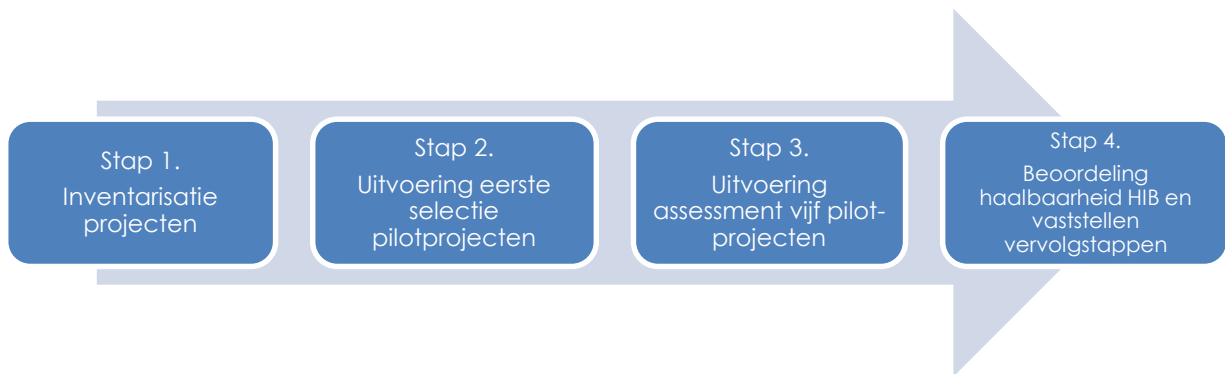 Stap 1.
Inventarisatie
projecten
Stap 2.
Uitvoering eerste
selectie
pilotprojecten
Stap 3.
Uitvoering
assessment vijf pilot-
projecten
Stap 4.
Beoordeling
haalbaarheid HIB en
vaststellen
vervolgstappen